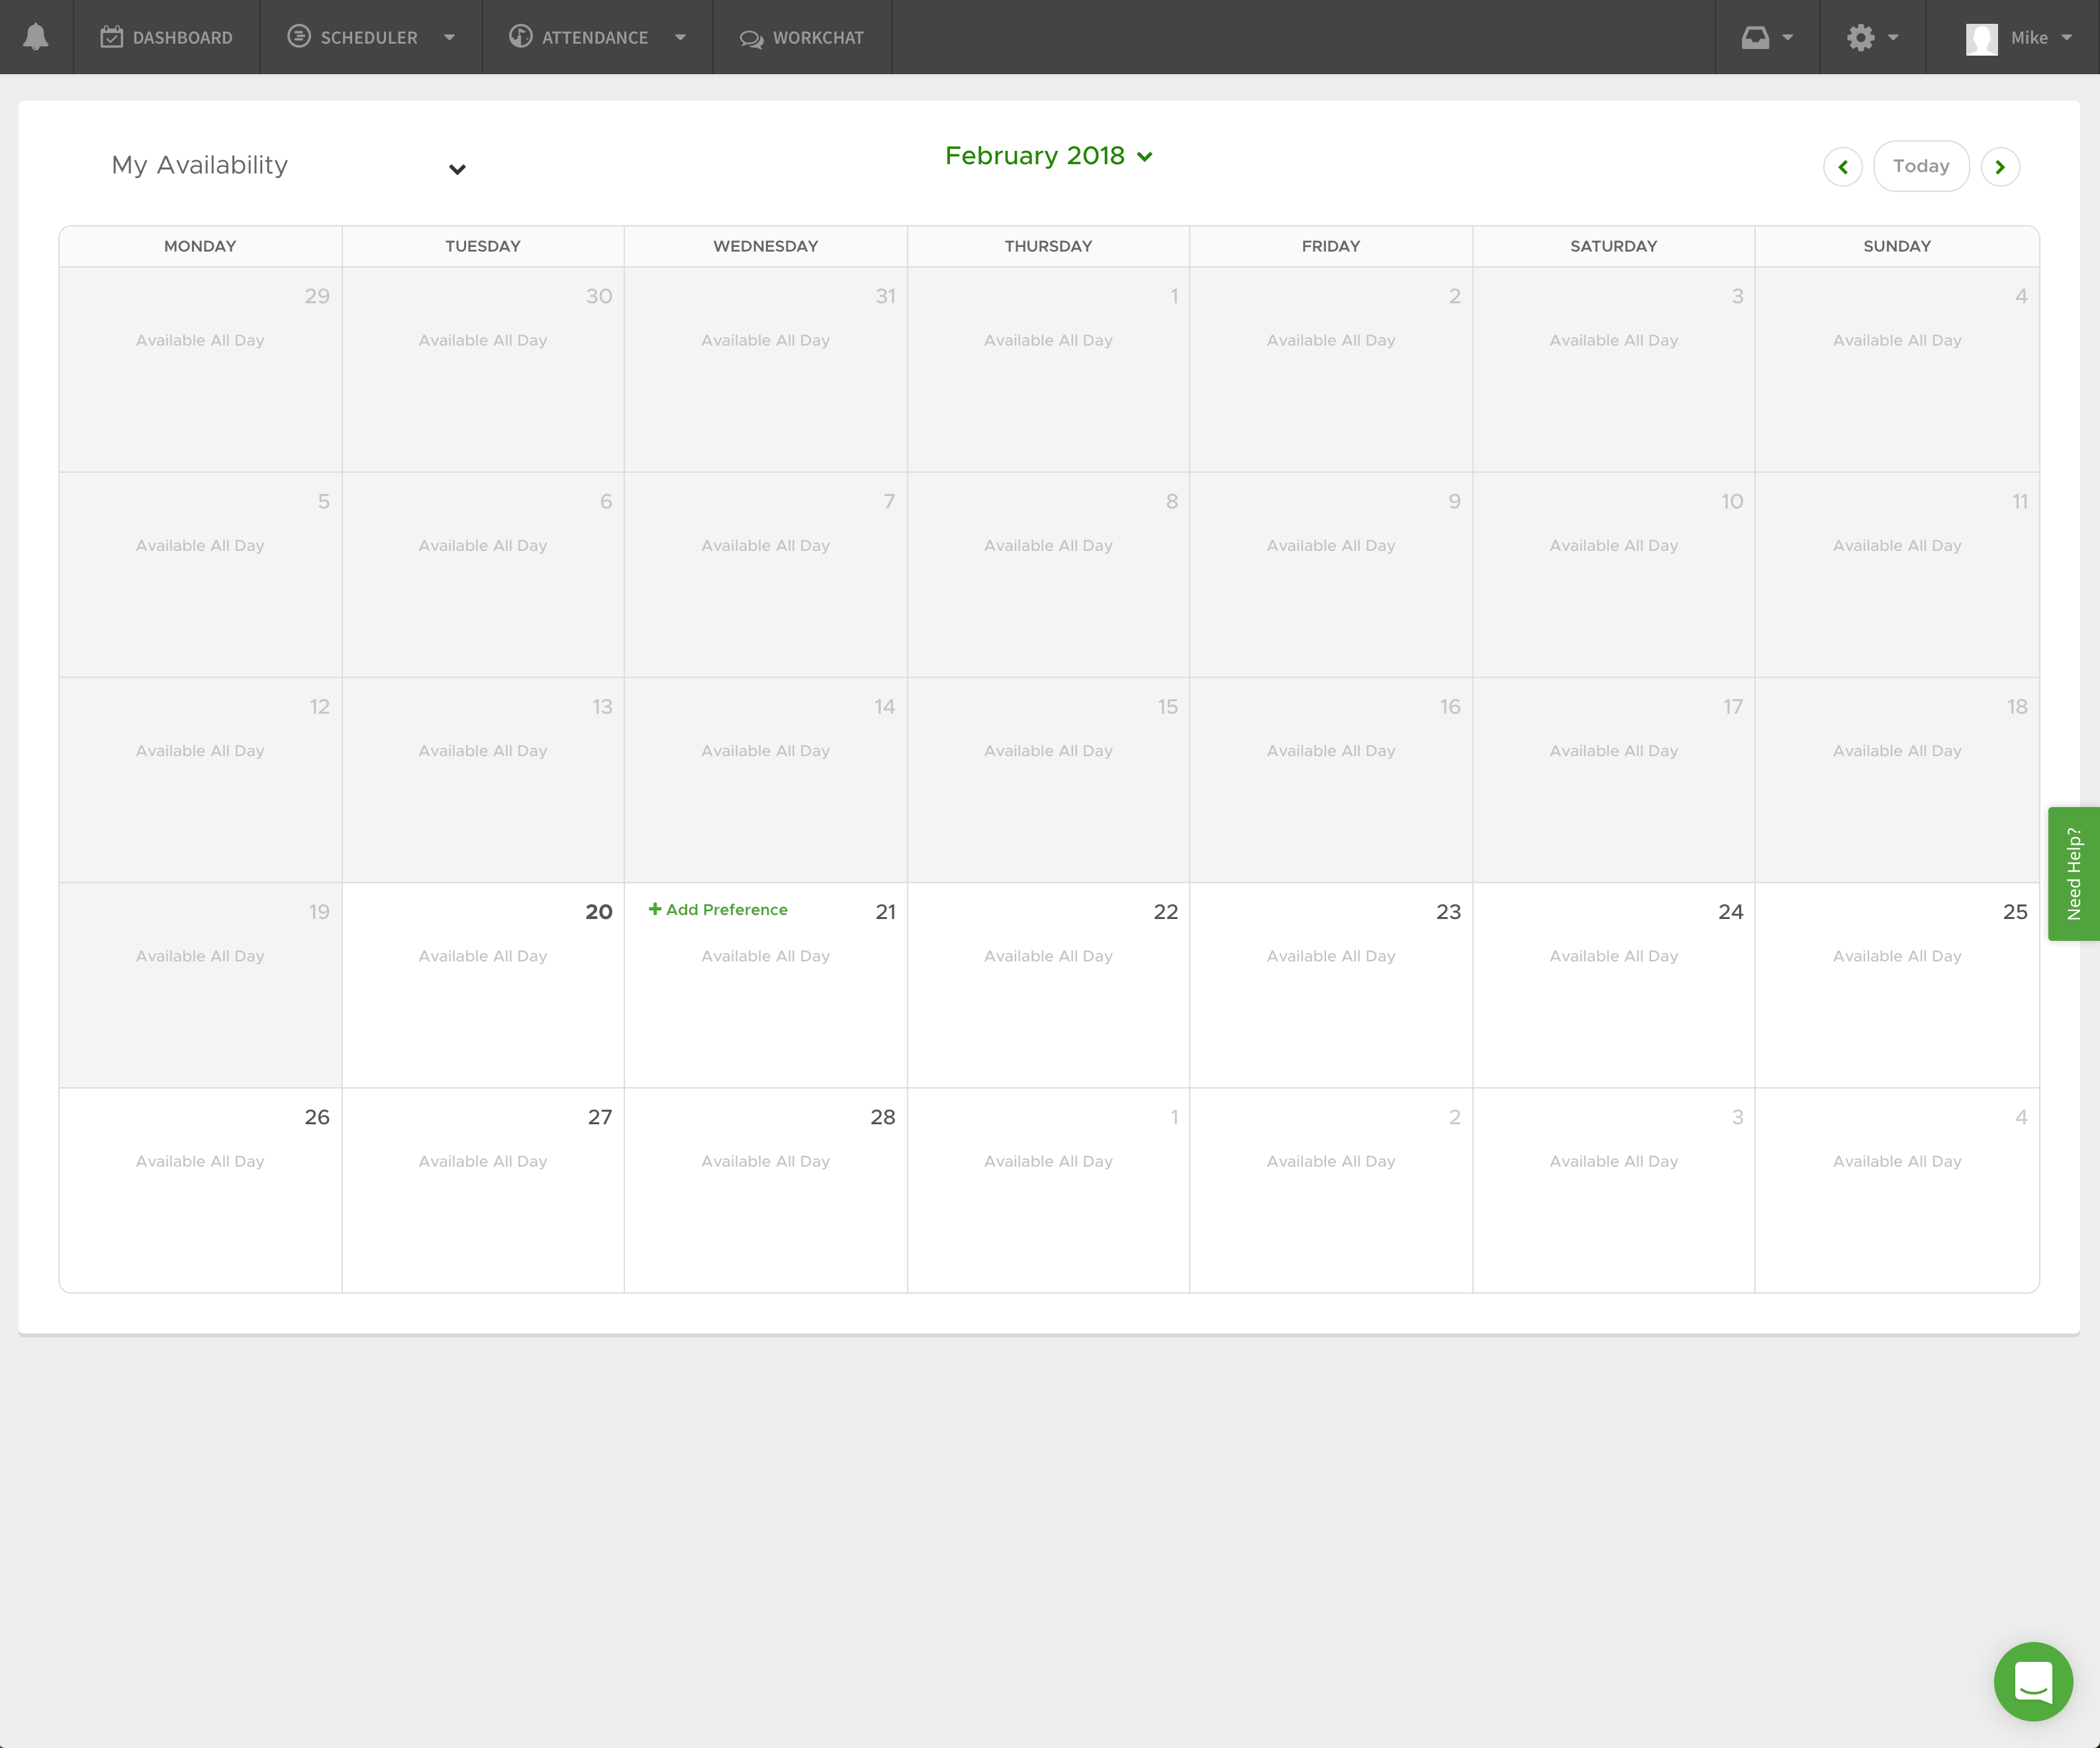 DASHBOARD SCHEDULER ATTENDANCE WORKCHAT Mike
My Availability February 2018 Today
MONDAY TUESDAY WEDNESDAY THURSDAY FRIDAY SATURDAY SUNDAY
29 30 31 1 2 3 4
Available All Day Available All Day Available All Day Available All Day Available All Day Available All Day Available All Day
5 6 7 8 9 10 11
Available All Day Available All Day Available All Day Available All Day Available All Day Available All Day Available All Day
12 13 14 15 16 17 18
Available All Day Available All Day Available All Day Available All Day Available All Day Available All Day Available All Day
Need Help?
19 20 + Add Preference 21 22 23 24 25
Available All Day Available All Day Available All Day Available All Day Available All Day Available All Day Available All Day
26 27 28 1 2 3 4
Available All Day Available All Day Available All Day Available All Day Available All Day Available All Day Available All Day